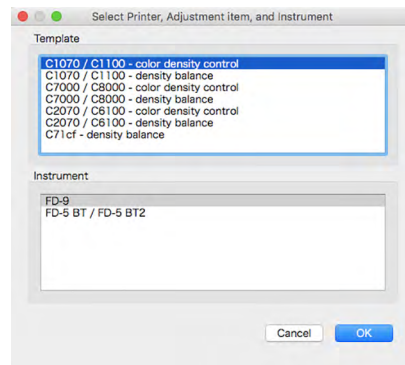 Select Printer, Adjustment item, and Instrument
Template
C1070 / C1100 - color density control
C1070 / C1100 - density balance
C7000 / C8000 - color density control
C7000 / C8000 - density balance
C2070 / C6100 - color density control
C2070 / C6100 - density balance
C71cf - density balance
Instrument
FD-9
FD-5 BT / FD-5 BT2
Cancel
OK